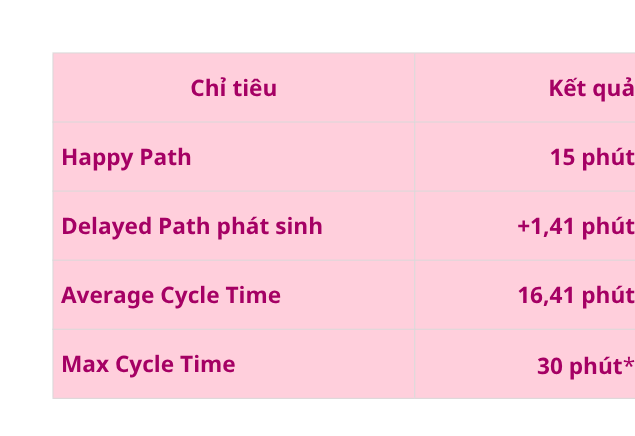 Chỉ tiêu Kết quả
Happy Path 15 phút
Delayed Path phát sinh +1,41 phút
Average Cycle Time 16,41 phút
Max Cycle Time 30 phút*